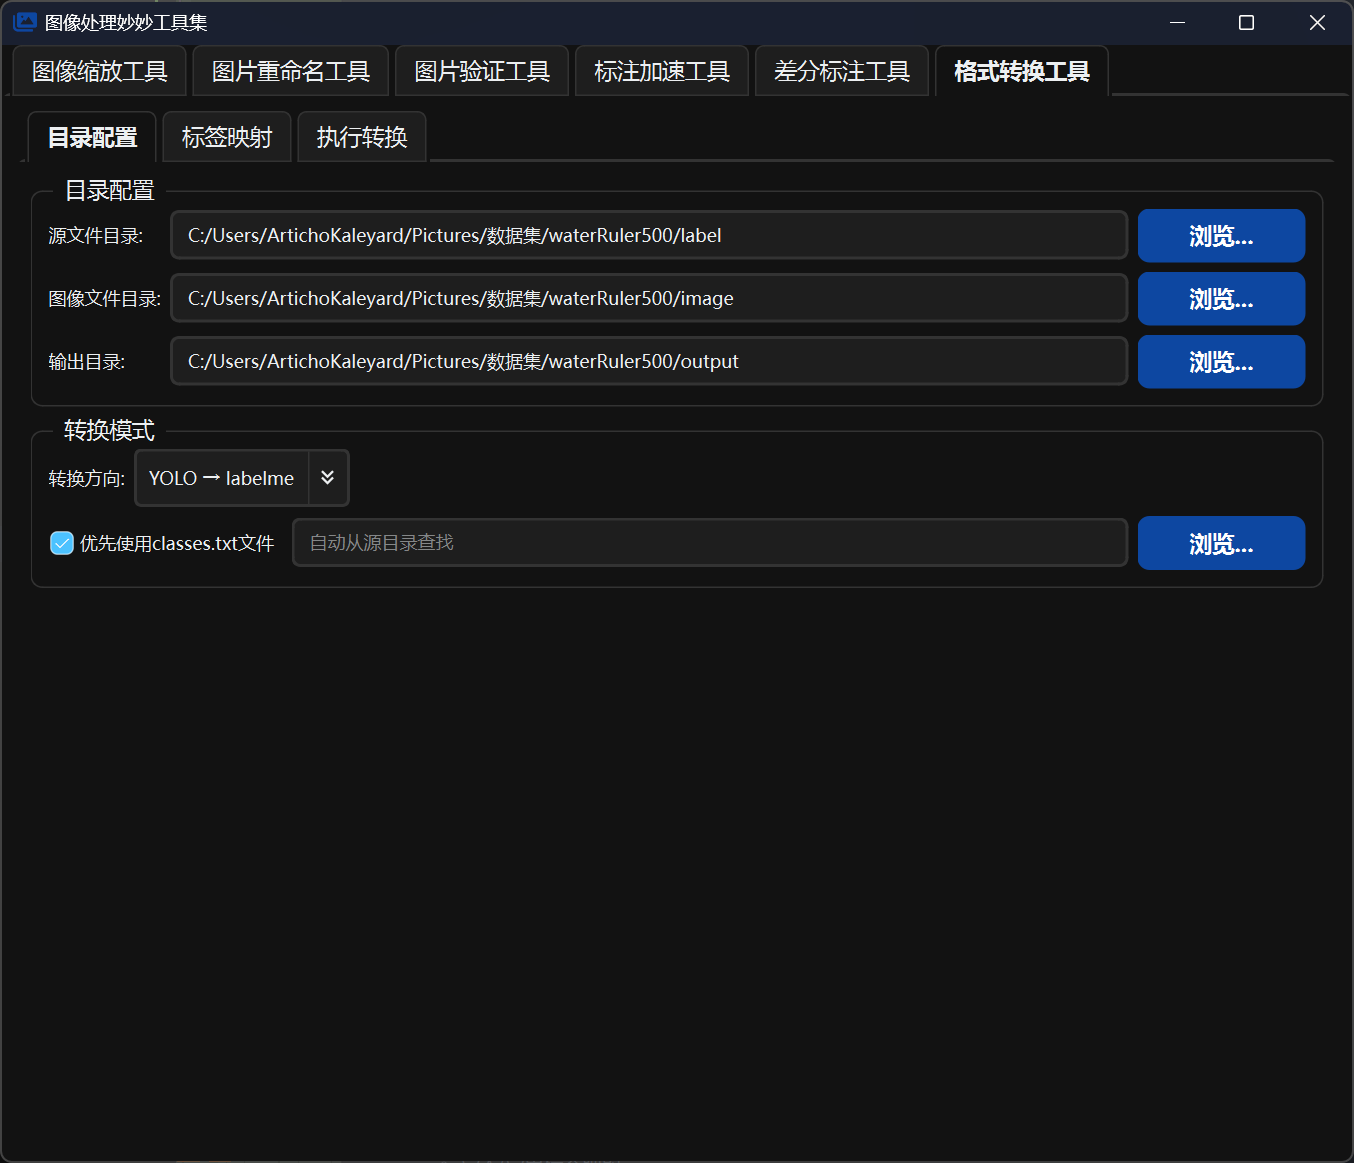 图像处理妙妙工具集
图像缩放工具 图片重命名工具 图片验证工具 标注加速工具 差分标注工具 格式转换工具
目录配置 标签映射 执行转换
目录配置
源文件目录: C:/Users/ArtichoKaleyard/Pictures/数据集/waterRuler500/label 浏览...
图像文件目录: C:/Users/ArtichoKaleyard/Pictures/数据集/waterRuler500/image 浏览...
输出目录: C:/Users/ArtichoKaleyard/Pictures/数据集/waterRuler500/output 浏览...
转换模式
转换方向: YOLO → labelme
优先使用classes.txt文件 自动从源目录查找 浏览...